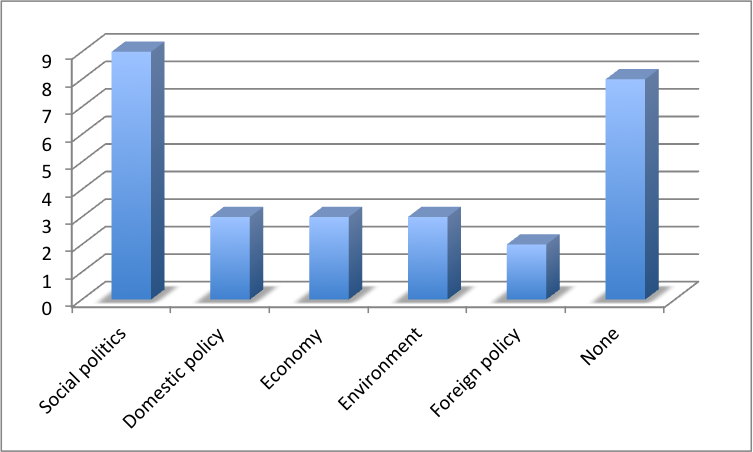 9
8
7
6
5
4
3
2
1
0
Social politics
Domestic policy
Economy
Environment
Foreign policy
None